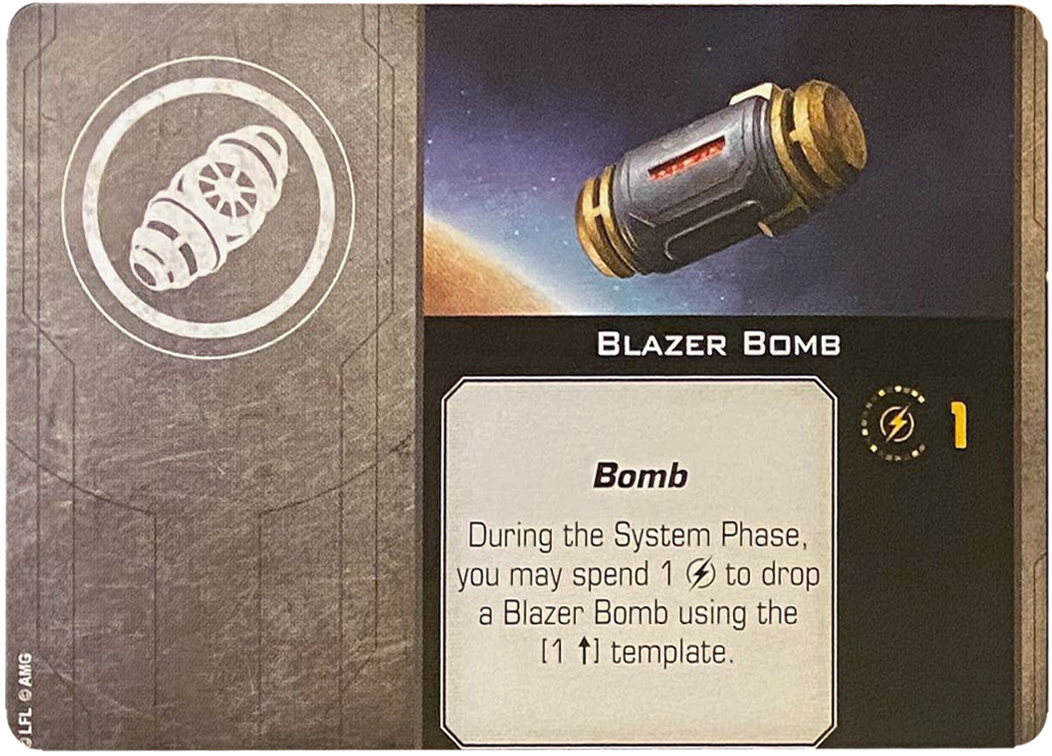 BLAZER BOMB
1
Bomb
During the System Phase,
you may spend 1 to drop
a Blazer Bomb using the
[1 ↑] template.
LFL © AMG